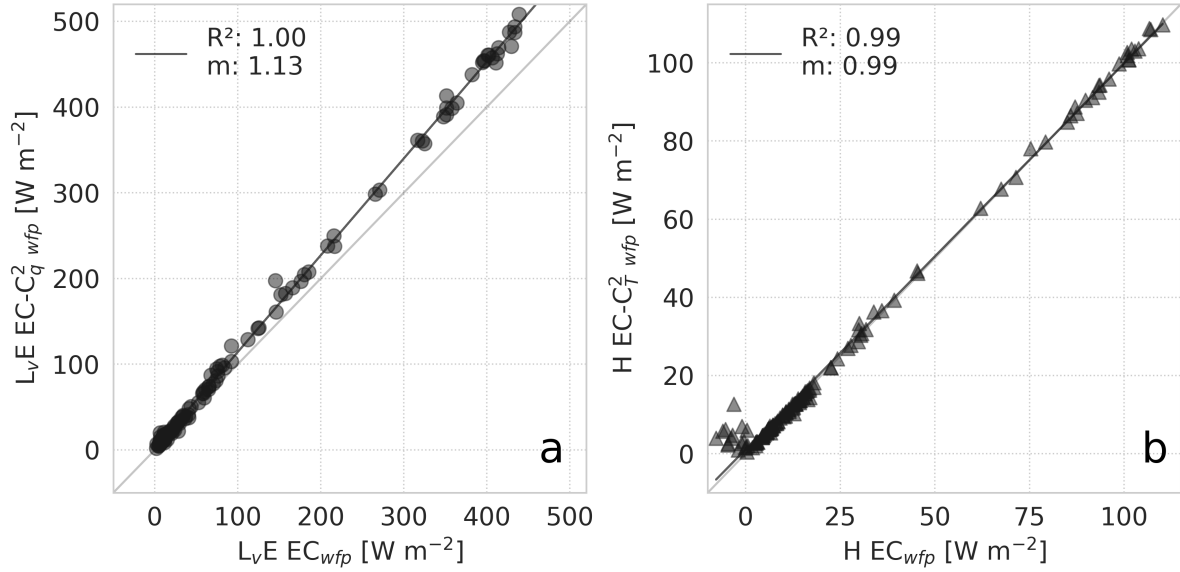 R²: 1.00
m: 1.13
500
400
300
200
100
0
0 100 200 300 400 500
LᵥE EC-C²q wfp [W m⁻²]
LᵥE ECwfp [W m⁻²]
a
R²: 0.99
m: 0.99
100
80
60
40
20
0
0 25 50 75 100
H EC-C²T wfp [W m⁻²]
H ECwfp [W m⁻²]
b